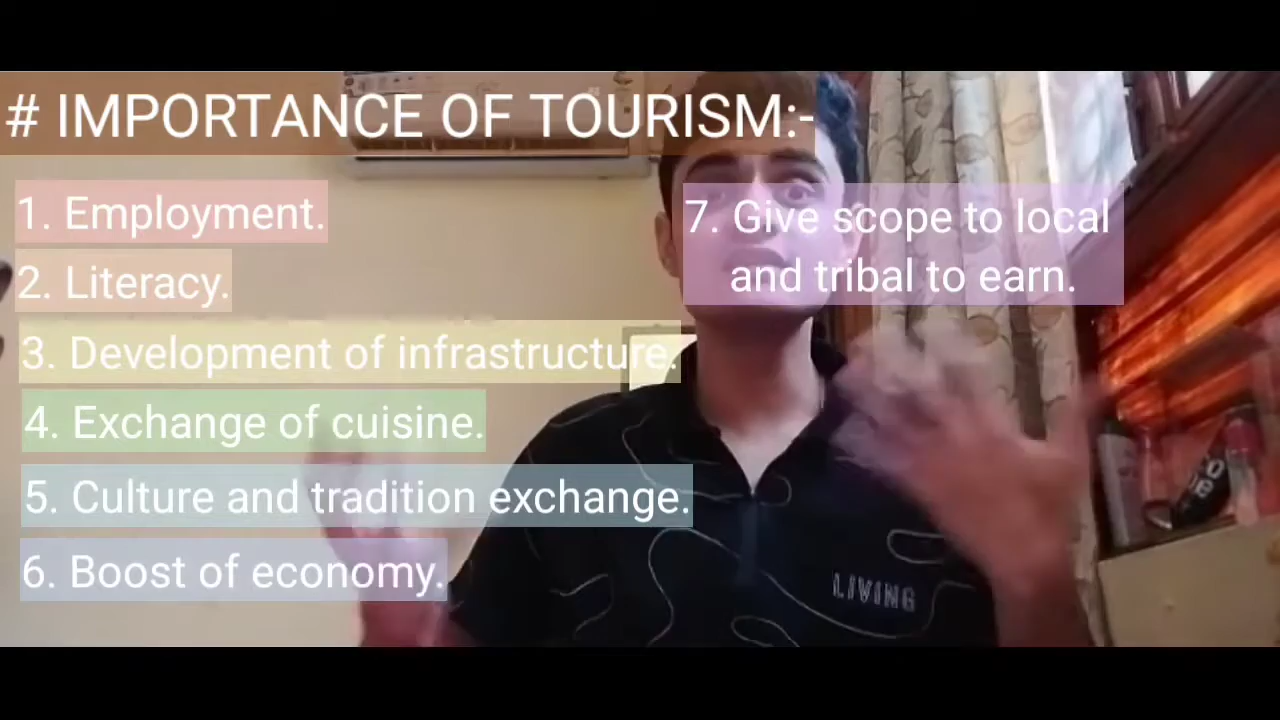 # IMPORTANCE OF TOURISM:-
1. Employment.
2. Literacy.
3. Development of infrastructure.
4. Exchange of cuisine.
5. Culture and tradition exchange.
6. Boost of economy.
7. Give scope to local
and tribal to earn.
LIVING